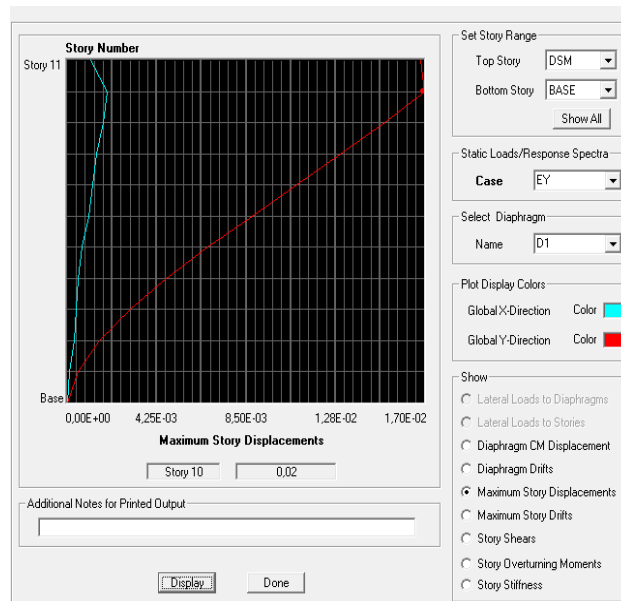 Story Number
Story 11
Base
0,00E+00 4,25E-03 8,50E-03 1,28E-02 1,70E-02
Maximum Story Displacements
Story 10 0,02
Additional Notes for Printed Output
Display Done
Set Story Range
Top Story DSM
Bottom Story BASE
Show All
Static Loads/Response Spectra
Case EY
Select Diaphragm
Name D1
Plot Display Colors
Global X-Direction Color
Global Y-Direction Color
Show
Lateral Loads to Diaphragms
Lateral Loads to Stories
Diaphragm CM Displacement
Diaphragm Drifts
Maximum Story Displacements
Maximum Story Drifts
Story Shears
Story Overturning Moments
Story Stiffness